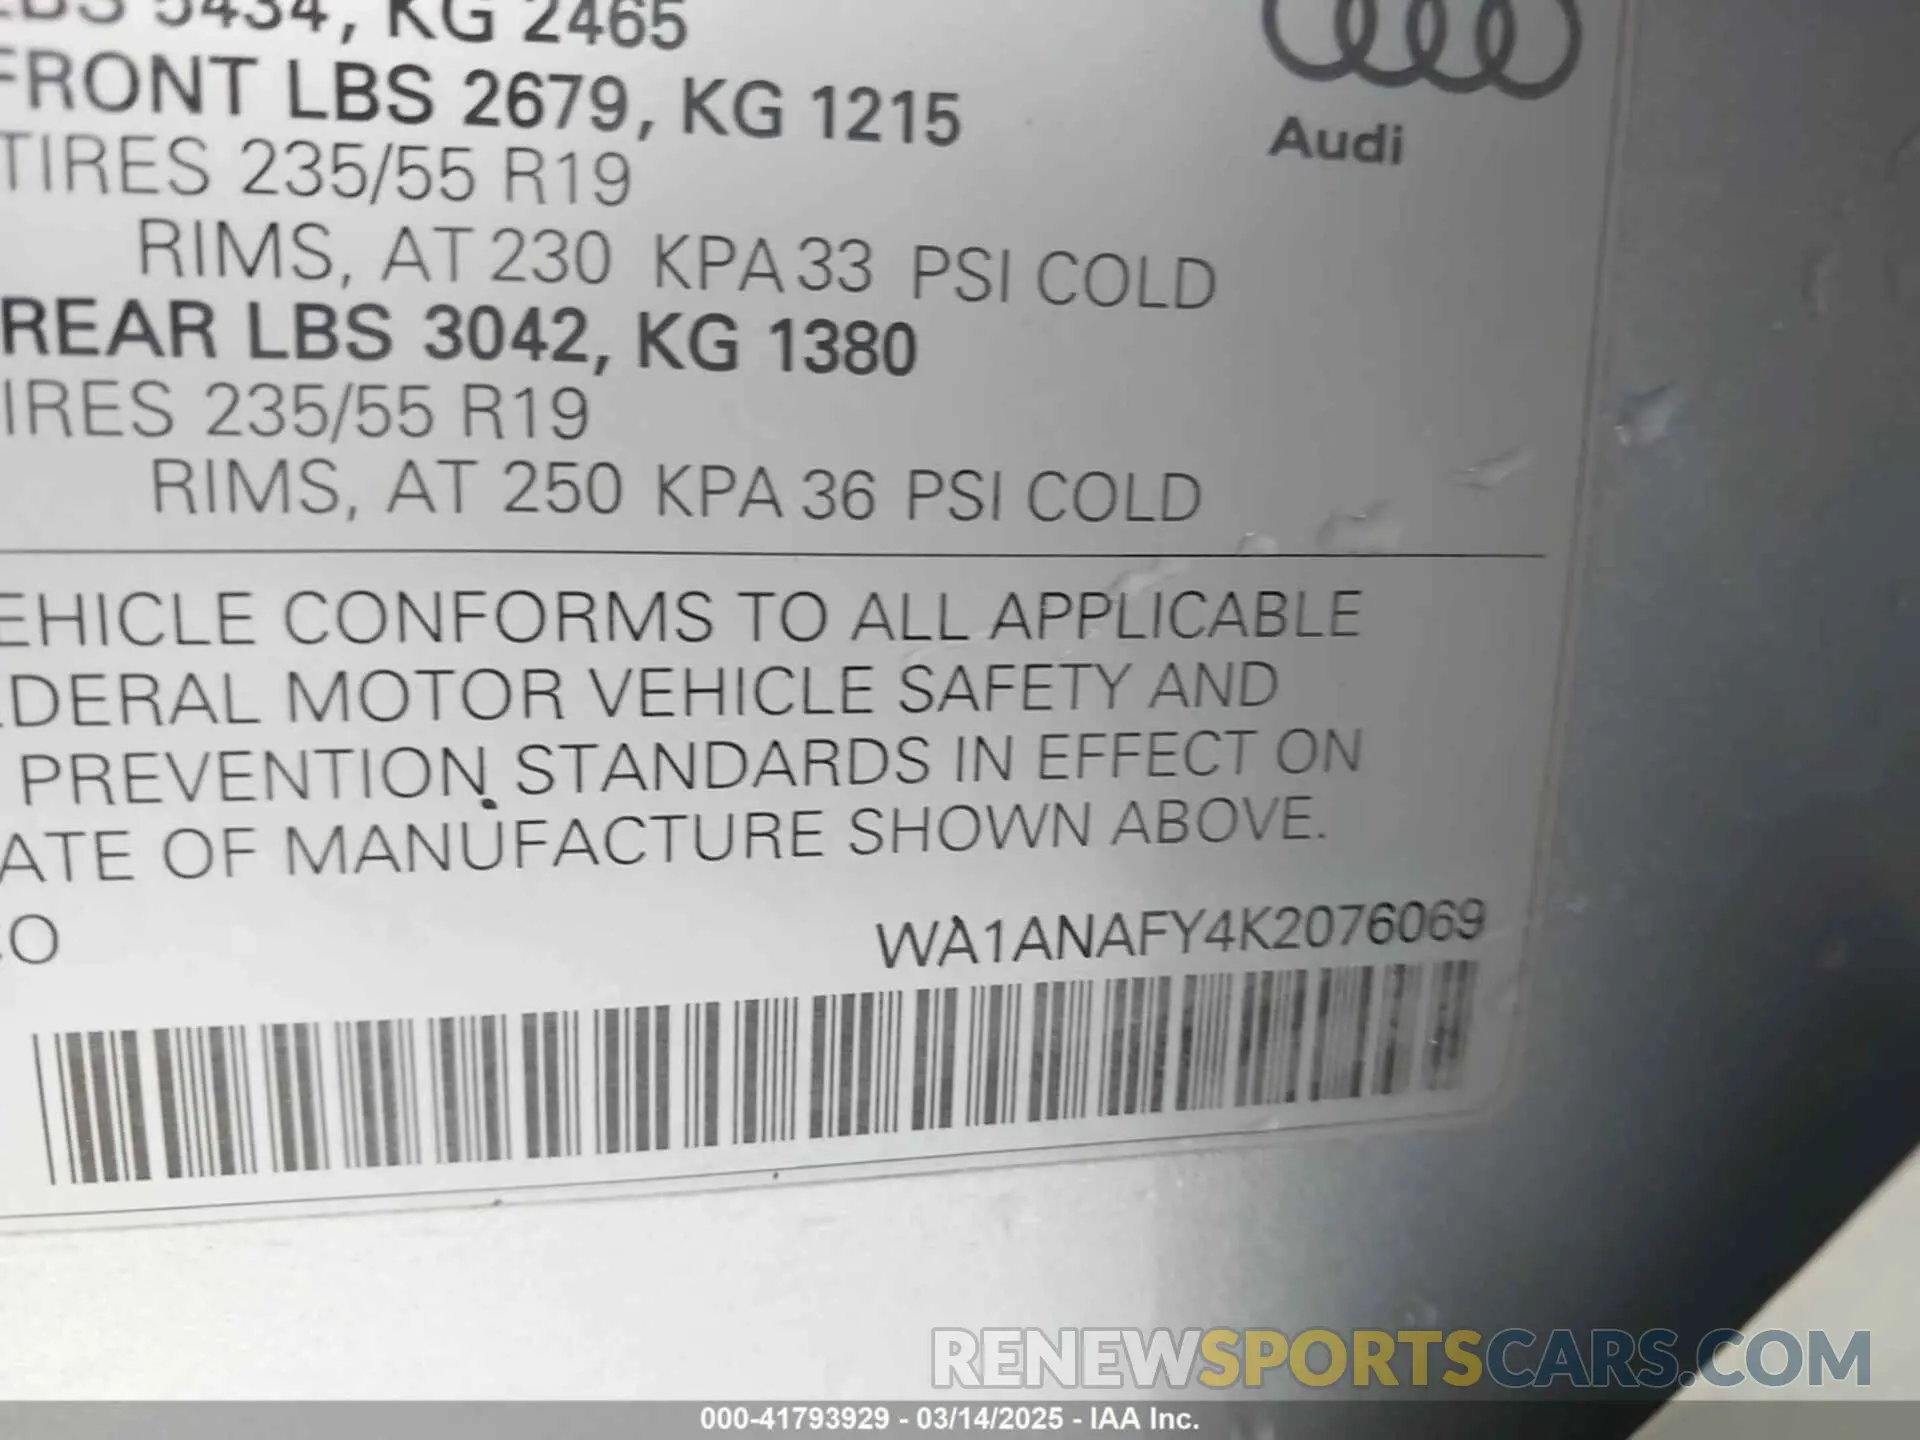 LBS 5434, KG 2465
FRONT LBS 2679, KG 1215
TIRES 235/55 R19
RIMS, AT 230 KPA 33 PSI COLD
REAR LBS 3042, KG 1380
IRES 235/55 R19
RIMS, AT 250 KPA 36 PSI COLD
Audi
EHICLE CONFORMS TO ALL APPLICABLE
EDERAL MOTOR VEHICLE SAFETY AND
PREVENTION STANDARDS IN EFFECT ON
ATE OF MANUFACTURE SHOWN ABOVE.
CO
WA1ANAFY4K2076069
RENEWSPORTSCARS.COM
000-41793929 - 03/14/2025 - IAA Inc.